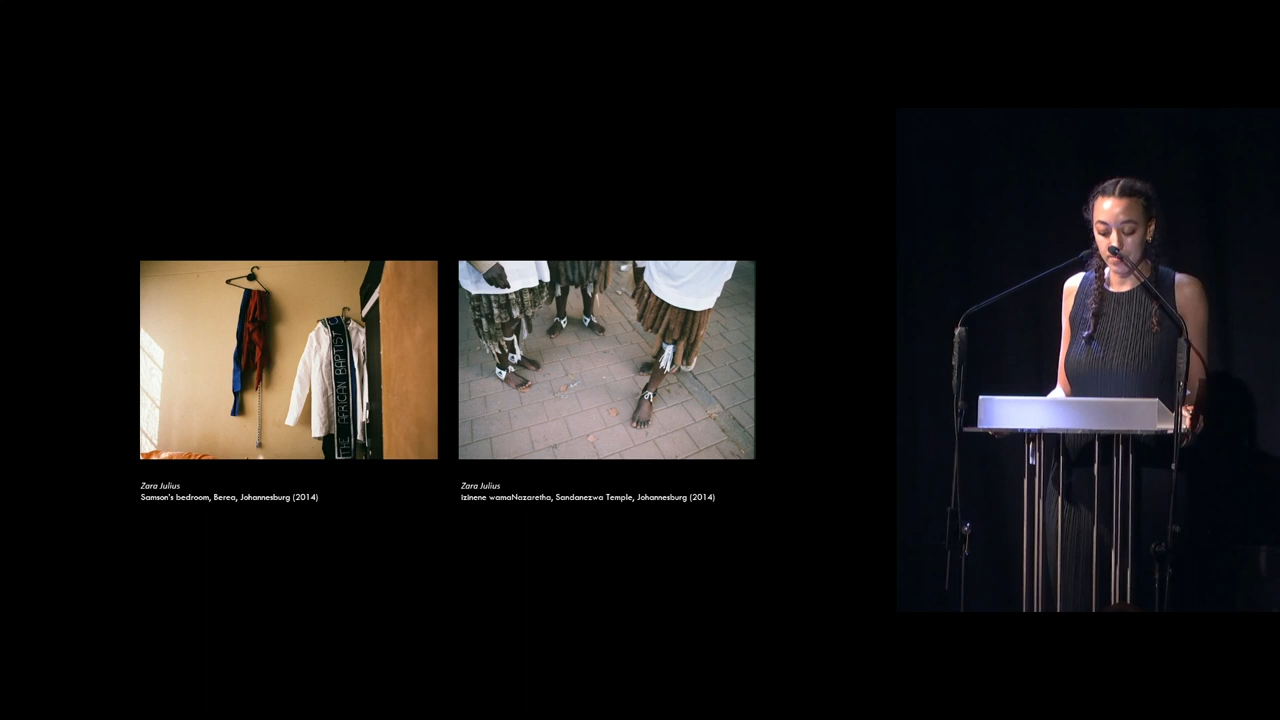 THE AFRICAN BAPTIST C
Zara Julius
Samson's bedroom, Berea, Johannesburg (2014)
Zara Julius
Izinene wamaNazaretha, Sandanezwa Temple, Johannesburg (2014)